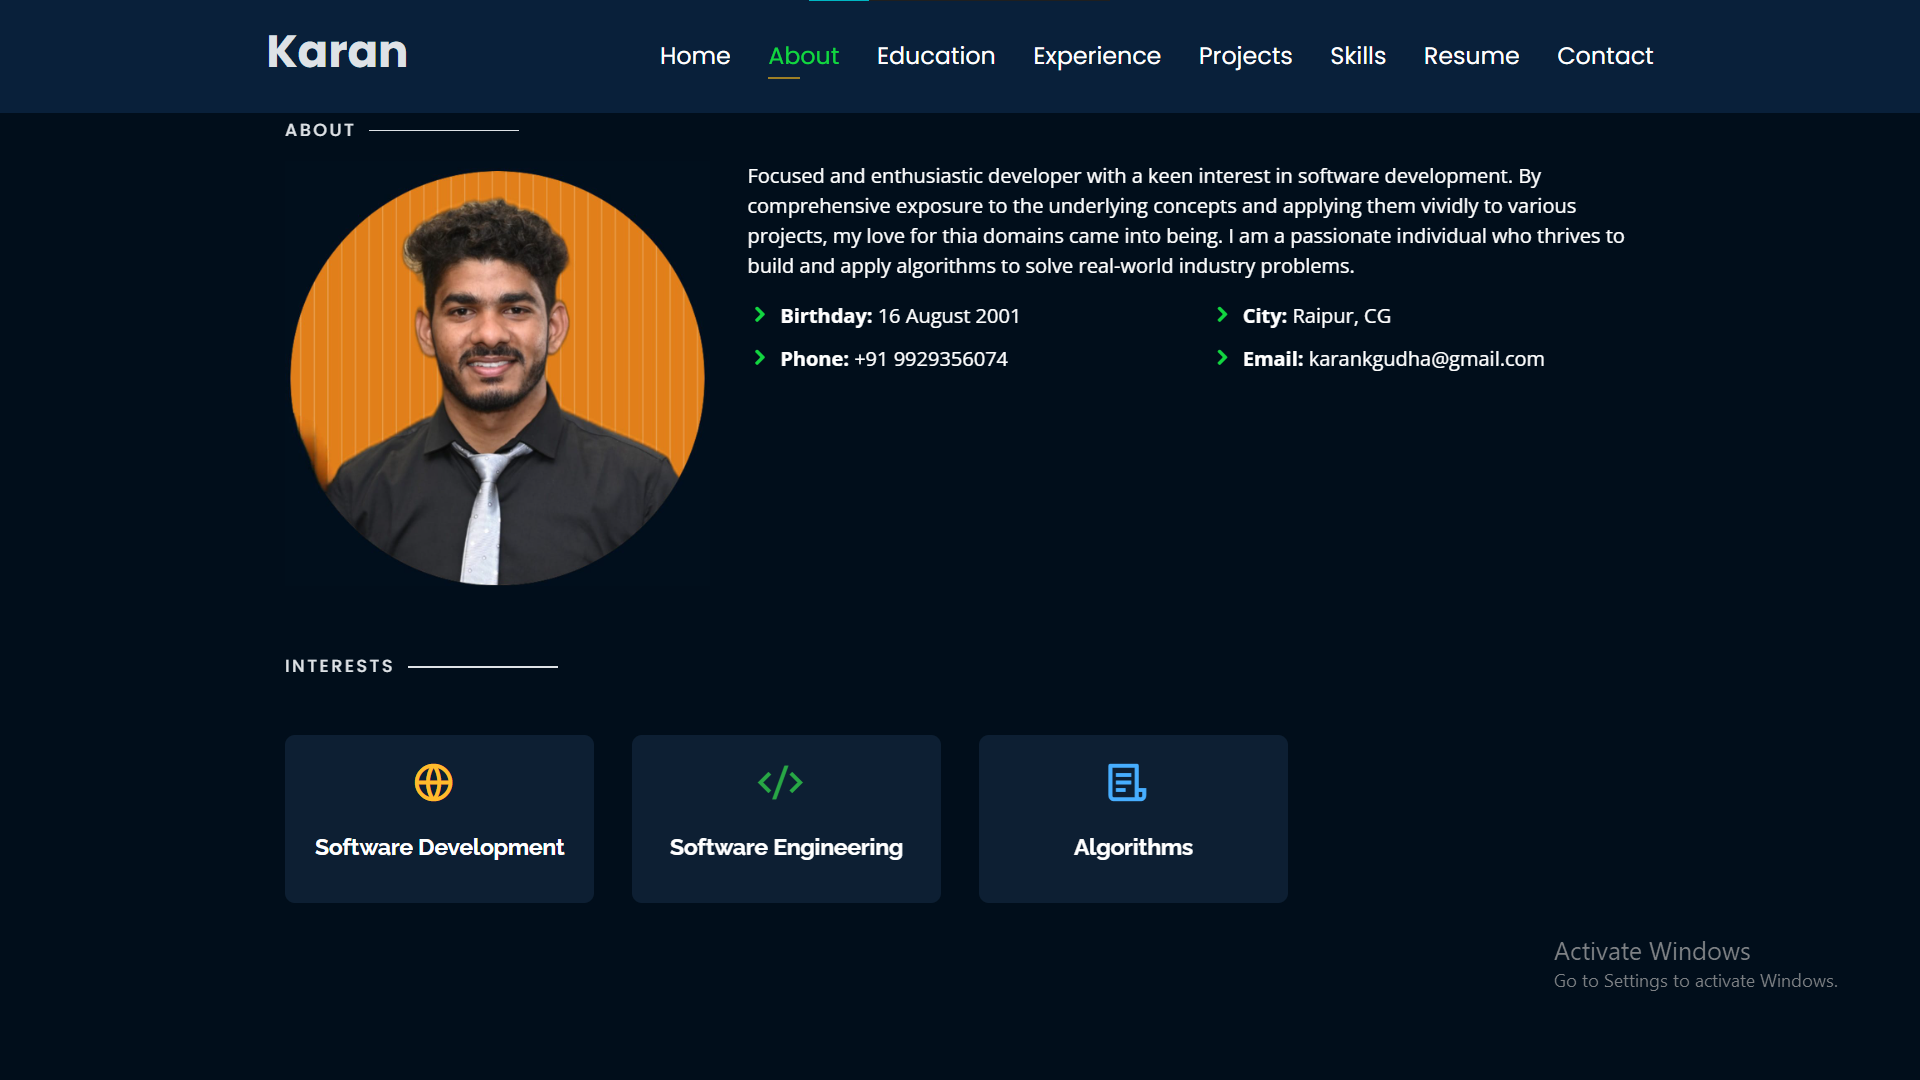 Karan
Home About Education Experience Projects Skills Resume Contact
ABOUT
Focused and enthusiastic developer with a keen interest in software development. By
comprehensive exposure to the underlying concepts and applying them vividly to various
projects, my love for thia domains came into being. I am a passionate individual who thrives to
build and apply algorithms to solve real-world industry problems.
Birthday: 16 August 2001
City: Raipur, CG
Phone: +91 9929356074
Email: karankgudha@gmail.com
INTERESTS
Software Development
Software Engineering
Algorithms
Activate Windows
Go to Settings to activate Windows.